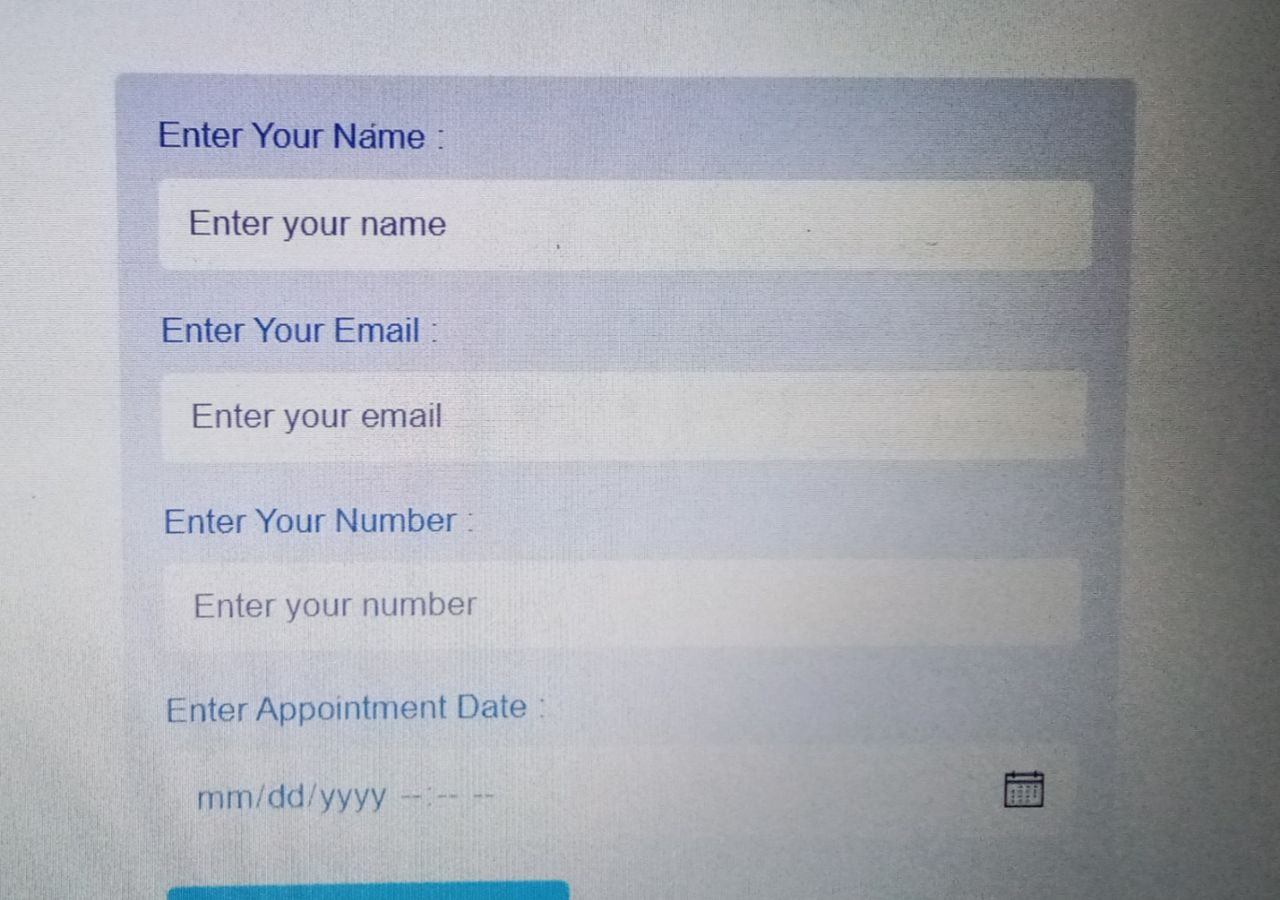 Enter Your Name :
Enter your name
Enter Your Email :
Enter your email
Enter Your Number :
Enter your number
Enter Appointment Date :
mm/dd/yyyy --:-- --